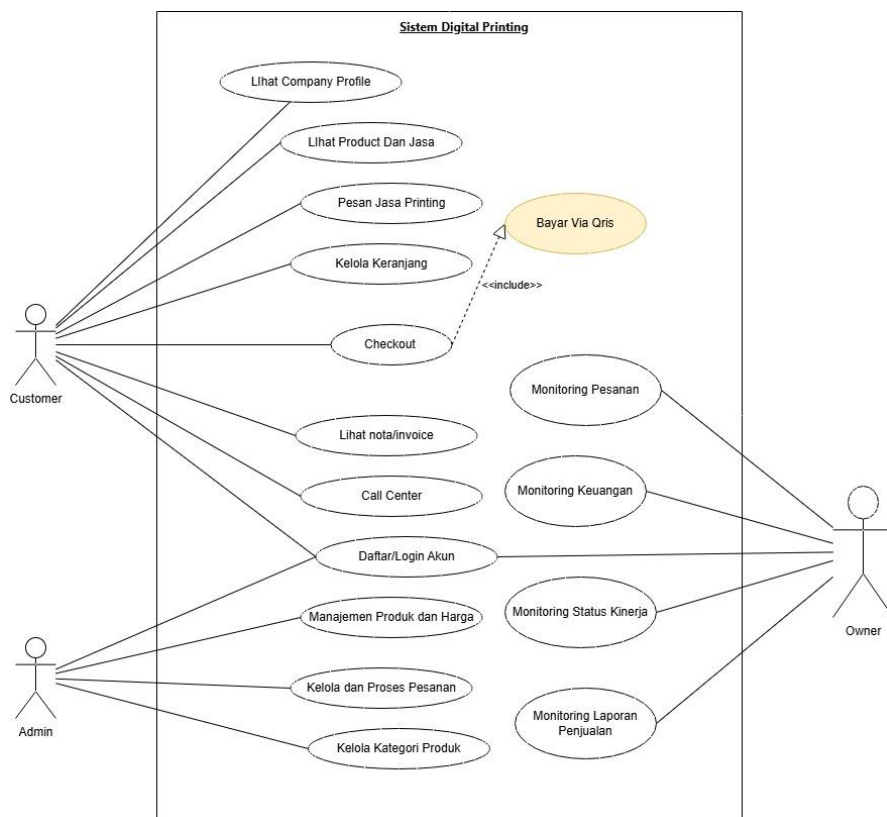 Sistem Digital Printing
LIhat Company Profile
LIhat Product Dan Jasa
Pesan Jasa Printing
Bayar Via Qris
Kelola Keranjang
<<include>>
Checkout
Customer
Monitoring Pesanan
Lihat nota/invoice
Monitoring Keuangan
Call Center
Daftar/Login Akun
Monitoring Status Kinerja
Manajemen Produk dan Harga
Owner
Kelola dan Proses Pesanan
Admin
Monitoring Laporan
Penjualan
Kelola Kategori Produk